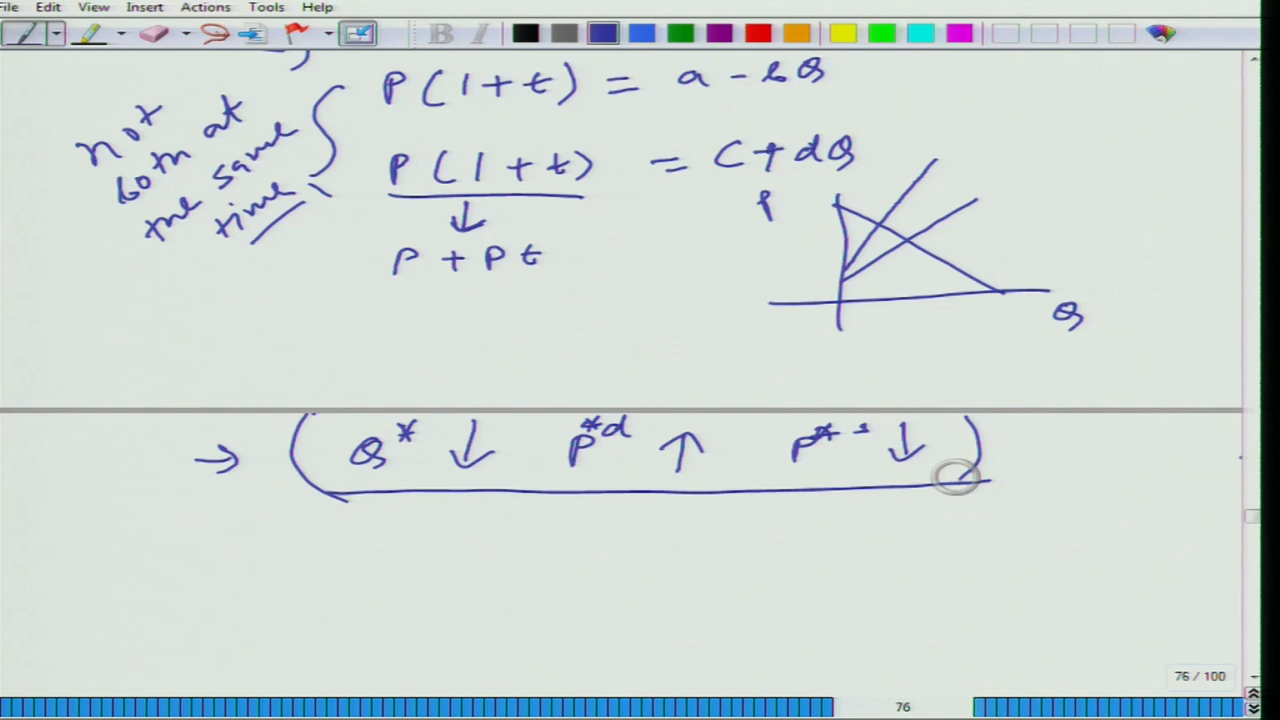 File Edit View Insert Actions Tools Help
B I
P(1+t) = a - bQ
not both at the same time
P(1+t) = C+dQ
P + Pt
P
Q
→ ( Q* ↓ P*d ↑ P*s ↓ )
76 / 100
76